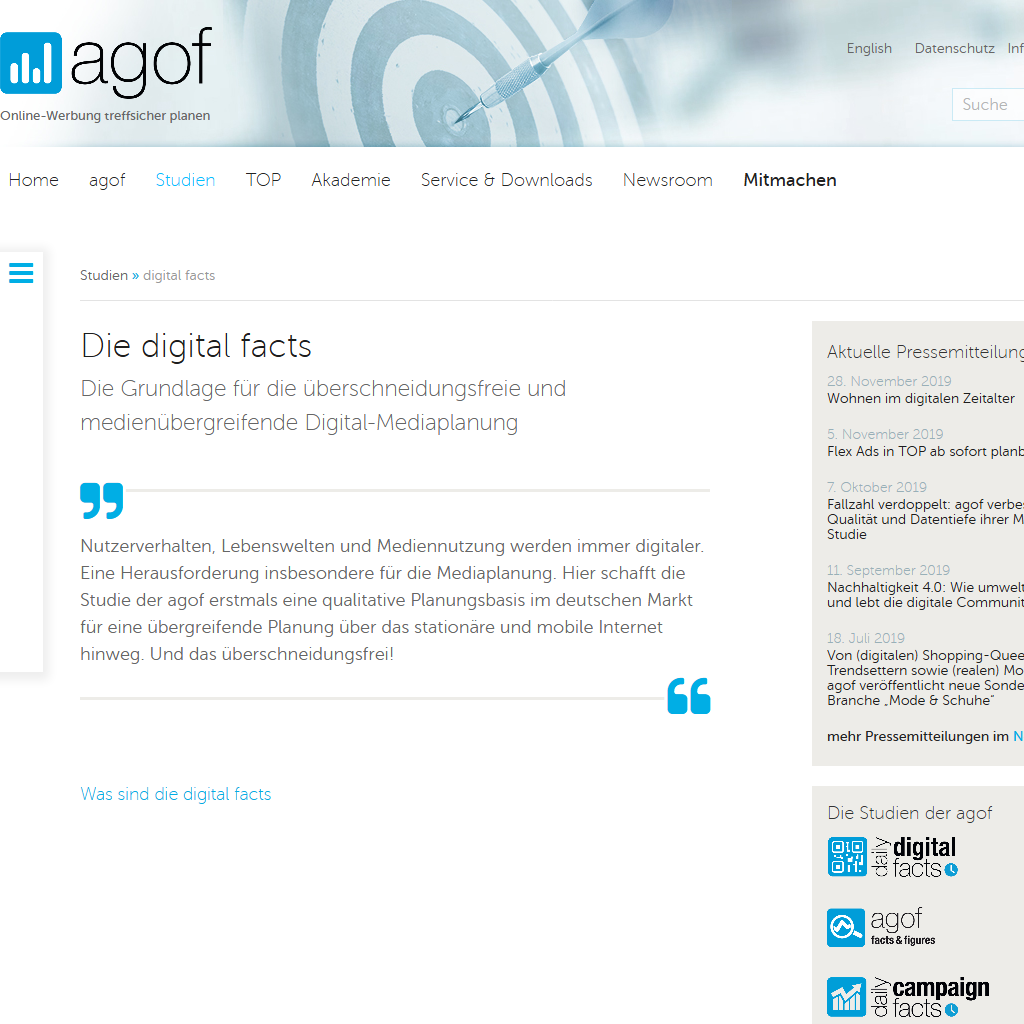 agof
Online-Werbung treffsicher planen
English Datenschutz Inf
Suche
Home agof Studien TOP Akademie Service & Downloads Newsroom Mitmachen
Studien » digital facts
Die digital facts
Die Grundlage für die überschneidungsfreie und
medienübergreifende Digital-Mediaplanung
Nutzerverhalten, Lebenswelten und Mediennutzung werden immer digitaler.
Eine Herausforderung insbesondere für die Mediaplanung. Hier schafft die
Studie der agof erstmals eine qualitative Planungsbasis im deutschen Markt
für eine übergreifende Planung über das stationäre und mobile Internet
hinweg. Und das überschneidungsfrei!
Was sind die digital facts
Aktuelle Pressemitteilung
28. November 2019
Wohnen im digitalen Zeitalter
5. November 2019
Flex Ads in TOP ab sofort planb
7. Oktober 2019
Fallzahl verdoppelt: agof verbes
Qualität und Datentiefe ihrer M
Studie
11. September 2019
Nachhaltigkeit 4.0: Wie umwelt
und lebt die digitale Communit
18. Juli 2019
Von (digitalen) Shopping-Quee
Trendsettern sowie (realen) Mo
agof veröffentlicht neue Sonde
Branche „Mode & Schuhe“
mehr Pressemitteilungen im N
Die Studien der agof
daily digital facts
agof
facts & figures
daily campaign facts